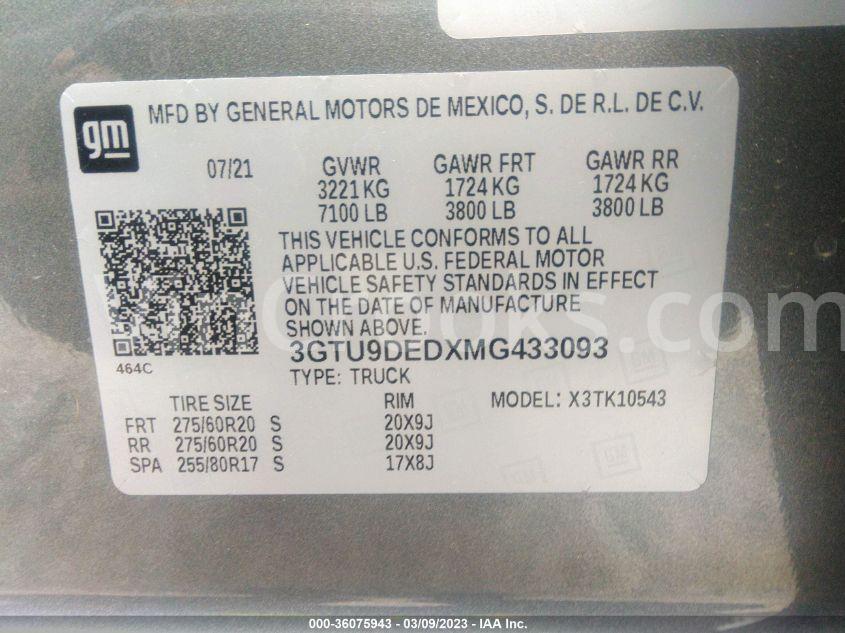 gm
MFD BY GENERAL MOTORS DE MEXICO, S. DE R.L. DE C.V.
07/21 GVWR GAWR FRT GAWR RR
3221 KG 1724 KG 1724 KG
7100 LB 3800 LB 3800 LB
THIS VEHICLE CONFORMS TO ALL
APPLICABLE U.S. FEDERAL MOTOR
VEHICLE SAFETY STANDARDS IN EFFECT
ON THE DATE OF MANUFACTURE
SHOWN ABOVE.
3GTU9DEDXMG433093
464C
TYPE: TRUCK
TIRE SIZE RIM MODEL: X3TK10543
FRT 275/60R20 S 20X9J
RR 275/60R20 S 20X9J
SPA 255/80R17 S 17X8J
000-36075943 - 03/09/2023 - IAA Inc.